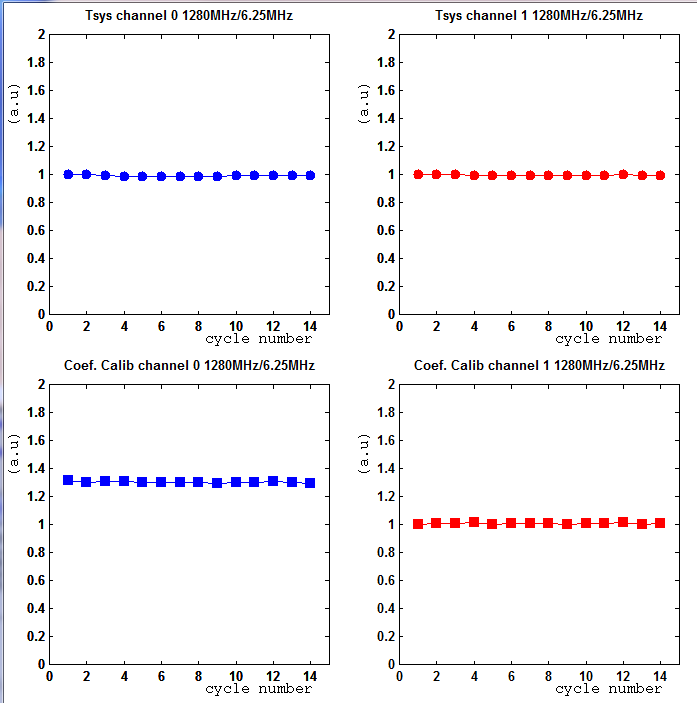 Tsys channel 0 1280MHz/6.25MHz
2
1.8
1.6
1.4
1.2
1
0.8
0.6
0.4
0.2
0
(a.u)
0 2 4 6 8 10 12 14
cycle number
Tsys channel 1 1280MHz/6.25MHz
2
1.8
1.6
1.4
1.2
1
0.8
0.6
0.4
0.2
0
(a.u)
0 2 4 6 8 10 12 14
cycle number
Coef. Calib channel 0 1280MHz/6.25MHz
2
1.8
1.6
1.4
1.2
1
0.8
0.6
0.4
0.2
0
(a.u)
0 2 4 6 8 10 12 14
cycle number
Coef. Calib channel 1 1280MHz/6.25MHz
2
1.8
1.6
1.4
1.2
1
0.8
0.6
0.4
0.2
0
(a.u)
0 2 4 6 8 10 12 14
cycle number